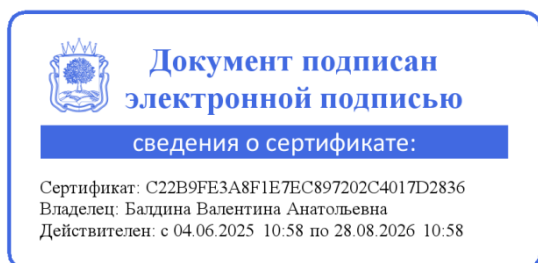 Документ подписан
электронной подписью
сведения о сертификате:
Сертификат: C22B9FE3A8F1E7EC897202C4017D2836
Владелец: Балдина Валентина Анатольевна
Действителен: с 04.06.2025 10:58 по 28.08.2026 10:58